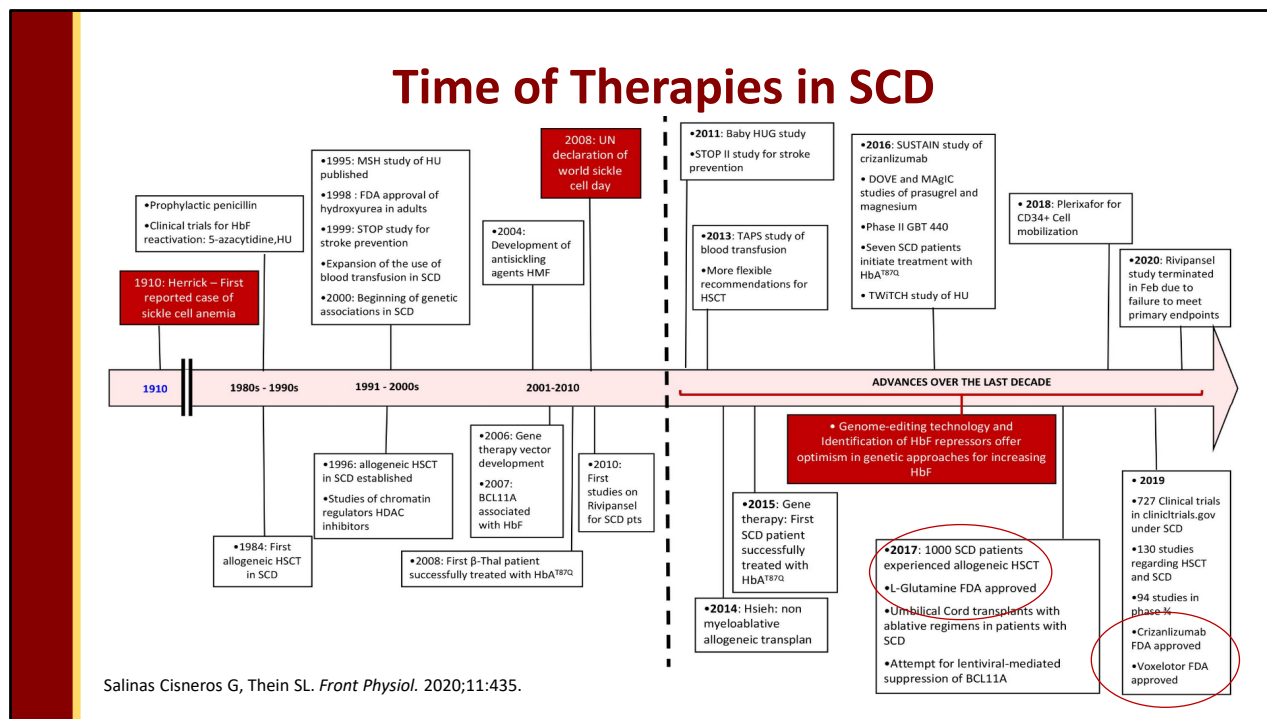 Time of Therapies in SCD
1910: Herrick – First
reported case of
sickle cell anemia
•Prophylactic penicillin
•Clinical trials for HbF
reactivation: 5-azacytidine,HU
•1995: MSH study of HU
published
•1998 : FDA approval of
hydroxyurea in adults
•1999: STOP study for
stroke prevention
•Expansion of the use of
blood transfusion in SCD
•2000: Beginning of genetic
associations in SCD
•2004:
Development of
antisickling
agents HMF
2008: UN
declaration of
world sickle
cell day
•2011: Baby HUG study
•STOP II study for stroke
prevention
•2013: TAPS study of
blood transfusion
•More flexible
recommendations for
HSCT
•2016: SUSTAIN study of
crizanlizumab
• DOVE and MAgIC
studies of prasugrel and
magnesium
•Phase II GBT 440
•Seven SCD patients
initiate treatment with
HbAT87Q
• TWiTCH study of HU
• 2018: Plerixafor for
CD34+ Cell
mobilization
•2020: Rivipansel
study terminated
in Feb due to
failure to meet
primary endpoints
1910
1980s - 1990s
1991 - 2000s
2001-2010
ADVANCES OVER THE LAST DECADE
•1984: First
allogeneic HSCT
in SCD
•1996: allogeneic HSCT
in SCD established
•Studies of chromatin
regulators HDAC
inhibitors
•2006: Gene
therapy vector
development
•2007:
BCL11A
associated
with HbF
•2008: First β-Thal patient
successfully treated with HbAT87Q
•2010:
First
studies on
Rivipansel
for SCD pts
• Genome-editing technology and
Identification of HbF repressors offer
optimism in genetic approaches for increasing
HbF
•2014: Hsieh: non
myeloablative
allogeneic transplan
•2015: Gene
therapy: First
SCD patient
successfully
treated with
HbAT87Q
•2017: 1000 SCD patients
experienced allogeneic HSCT
•L-Glutamine FDA approved
•Umbilical Cord transplants with
ablative regimens in patients with
SCD
•Attempt for lentiviral-mediated
suppression of BCL11A
• 2019
•727 Clinical trials
in cliniclrials.gov
under SCD
•130 studies
regarding HSCT
and SCD
•94 studies in
phase ¾
•Crizanlizumab
FDA approved
•Voxelotor FDA
approved
Salinas Cisneros G, Thein SL. Front Physiol. 2020;11:435.